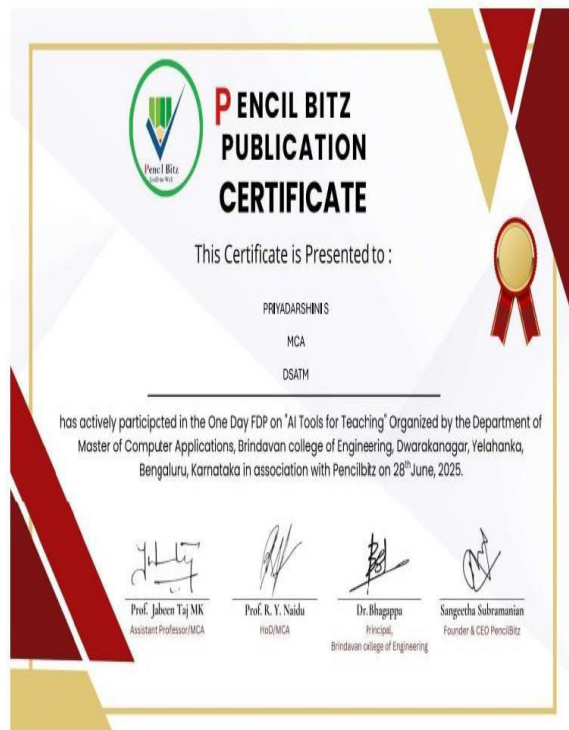 Pencil Bitz
PENCIL BITZ
PUBLICATION
CERTIFICATE
This Certificate is Presented to :
PRIYADARSHINI S
MCA
DSATM
has actively participcted in the One Day FDP on "AI Tools for Teaching" Organized by the Department of
Master of Computer Applications, Brindavan college of Engineering, Dwarakanagar, Yelahanka,
Bengaluru, Karnataka in association with Pencilbitz on 28th June, 2025.
Prof. Jabeen Taj MK
Assistant Professor/MCA
Prof. R. Y. Naidu
HoD/MCA
Dr. Bhagappa
Principal,
Brindavan college of Engineering
Sangeetha Subramanian
Founder & CEO PencilBitz